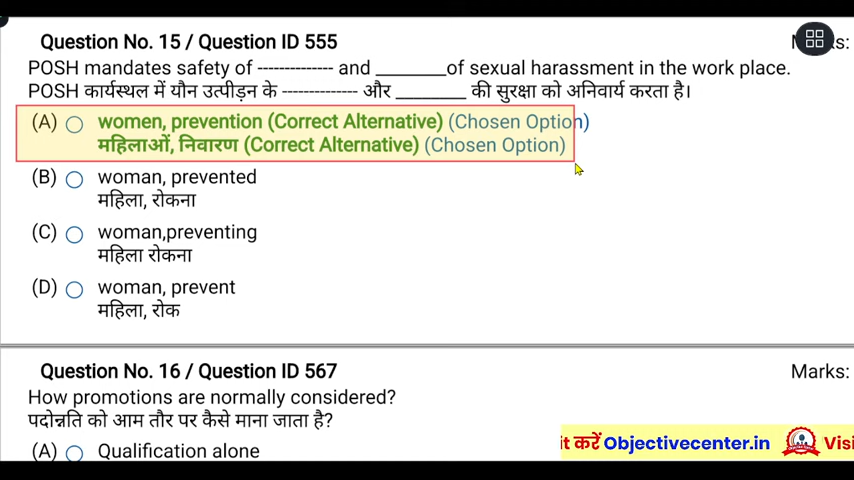 Question No. 15 / Question ID 555
POSH mandates safety of -------------- and ________of sexual harassment in the work place.
POSH कार्यस्थल में यौन उत्पीड़न के -------------- और ________ की सुरक्षा को अनिवार्य करता है।
(A) women, prevention (Correct Alternative) (Chosen Option)
महिलाओं, निवारण (Correct Alternative) (Chosen Option)
(B) woman, prevented
महिला, रोकना
(C) woman,preventing
महिला रोकना
(D) woman, prevent
महिला, रोक
Question No. 16 / Question ID 567 Marks:
How promotions are normally considered?
पदोन्नति को आम तौर पर कैसे माना जाता है?
(A) Qualification alone
करें Objectivecenter.in